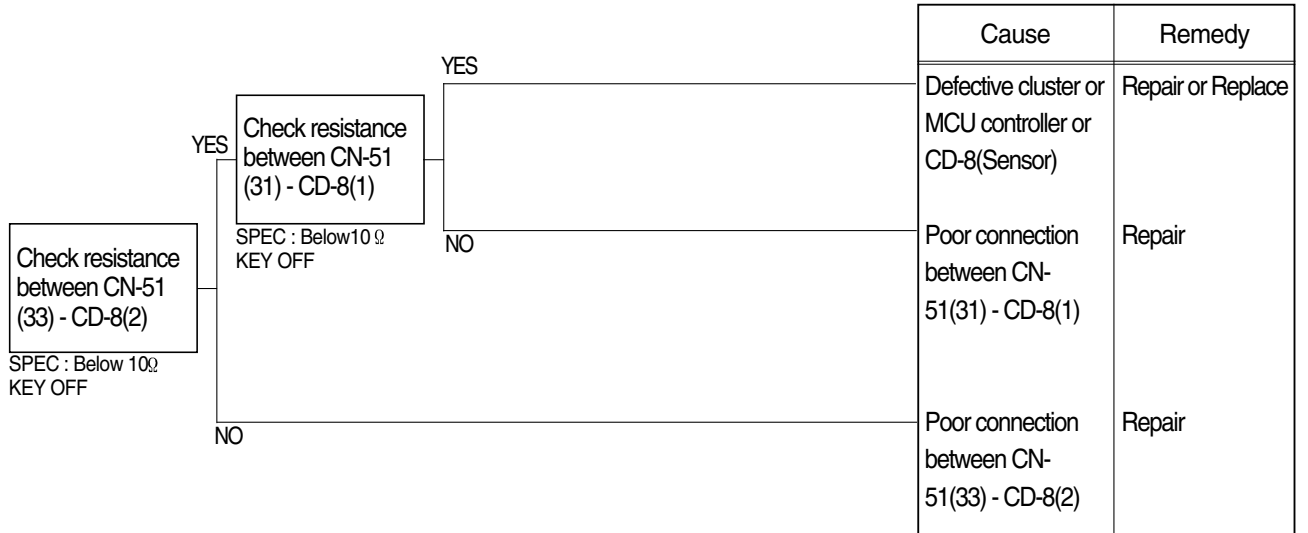 Cause
Remedy
YES
Defective cluster or
MCU controller or
CD-8(Sensor)
Repair or Replace
YES
Check resistance
between CN-51
(31) - CD-8(1)
SPEC : Below10 Ω
KEY OFF
NO
Poor connection
between CN-
51(31) - CD-8(1)
Repair
Check resistance
between CN-51
(33) - CD-8(2)
SPEC : Below 10Ω
KEY OFF
NO
Poor connection
between CN-
51(33) - CD-8(2)
Repair